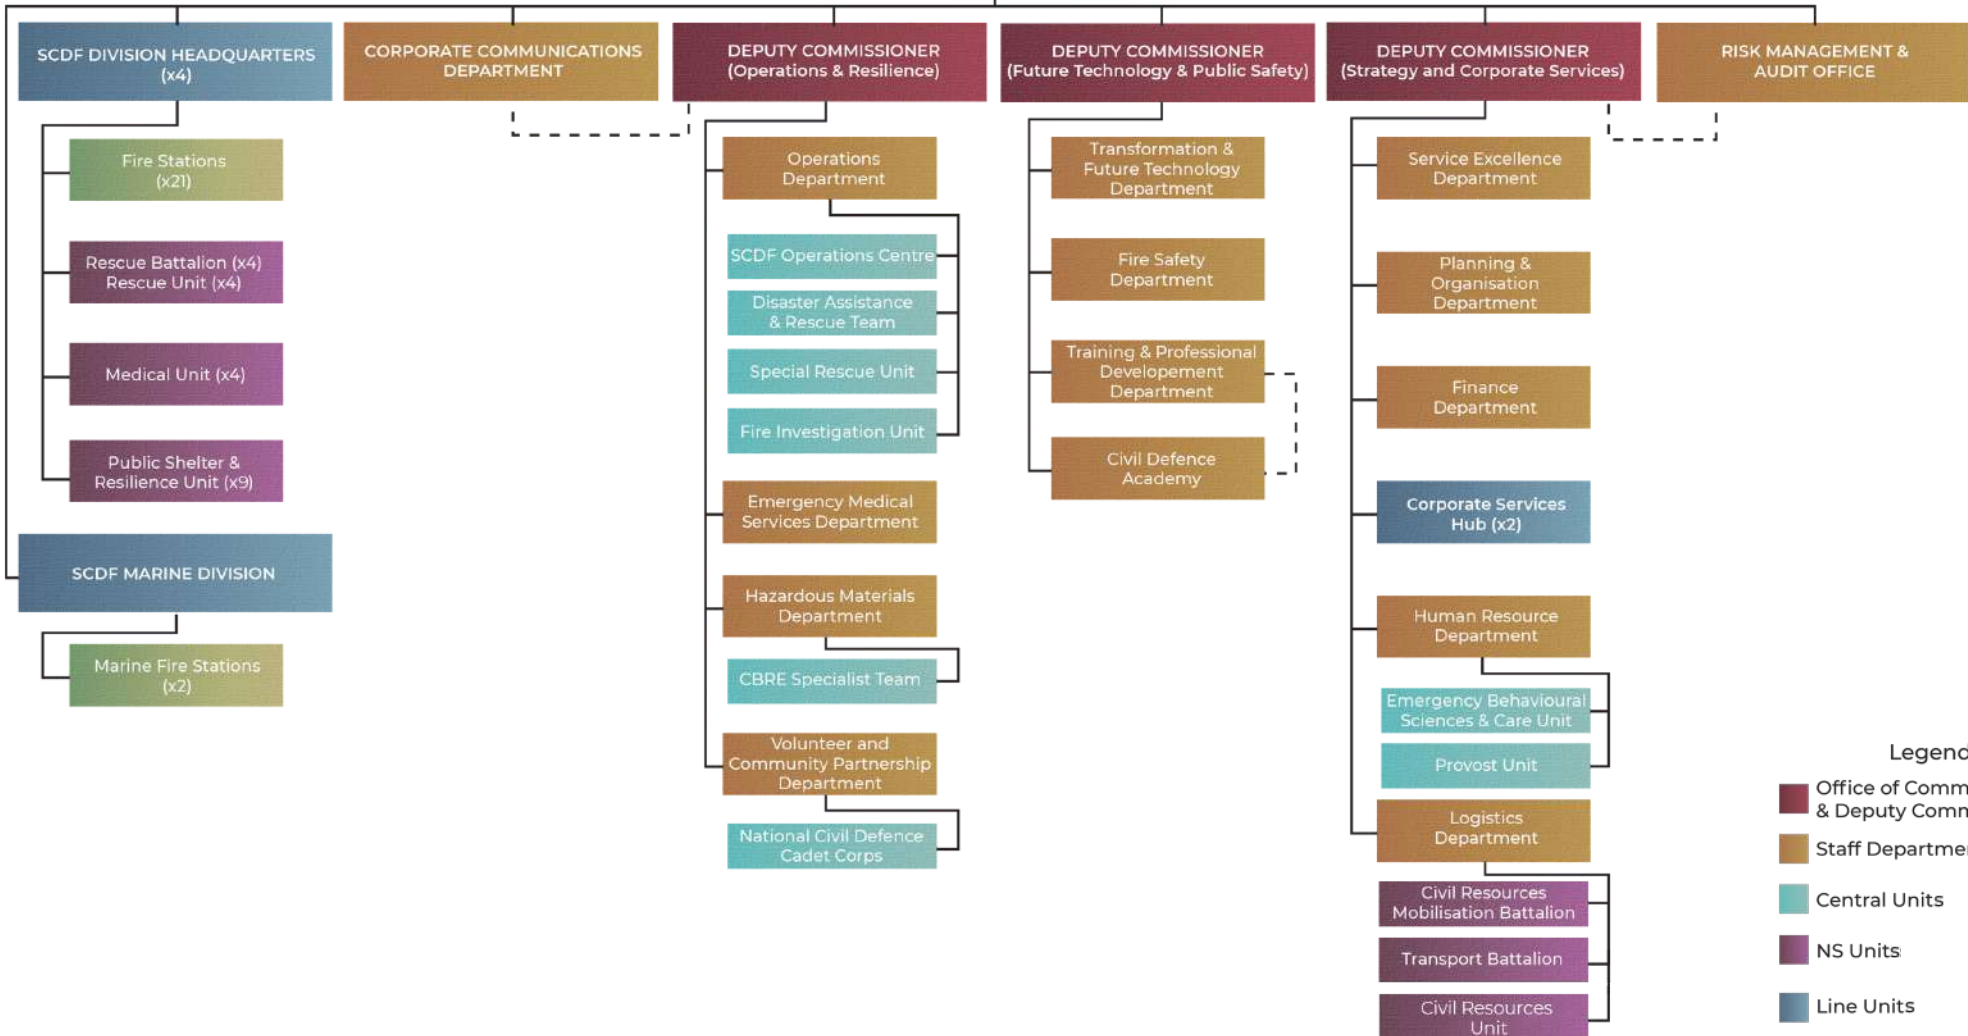 SCDF DIVISION HEADQUARTERS
(x4)
Fire Stations
(x21)
Rescue Battalion (x4)
Rescue Unit (x4)
Medical Unit (x4)
Public Shelter &
Resilience Unit (x9)
SCDF MARINE DIVISION
Marine Fire Stations
(x2)
CORPORATE COMMUNICATIONS
DEPARTMENT
DEPUTY COMMISSIONER
(Operations & Resilience)
Operations
Department
SCDF Operations Centre
Disaster Assistance
& Rescue Team
Special Rescue Unit
Fire Investigation Unit
Emergency Medical
Services Department
Hazardous Materials
Department
CBRE Specialist Team
Volunteer and
Community Partnership
Department
National Civil Defence
Cadet Corps
DEPUTY COMMISSIONER
(Future Technology & Public Safety)
Transformation &
Future Technology
Department
Fire Safety
Department
Training & Professional
Developement
Department
Civil Defence
Academy
DEPUTY COMMISSIONER
(Strategy and Corporate Services)
Service Excellence
Department
Planning &
Organisation
Department
Finance
Department
Corporate Services
Hub (x2)
Human Resource
Department
Emergency Behavioural
Sciences & Care Unit
Provost Unit
Logistics
Department
Civil Resources
Mobilisation Battalion
Transport Battalion
Civil Resources
Unit
RISK MANAGEMENT &
AUDIT OFFICE
Legend
Office of Comm
& Deputy Comm
Staff Departme
Central Units
NS Units
Line Units